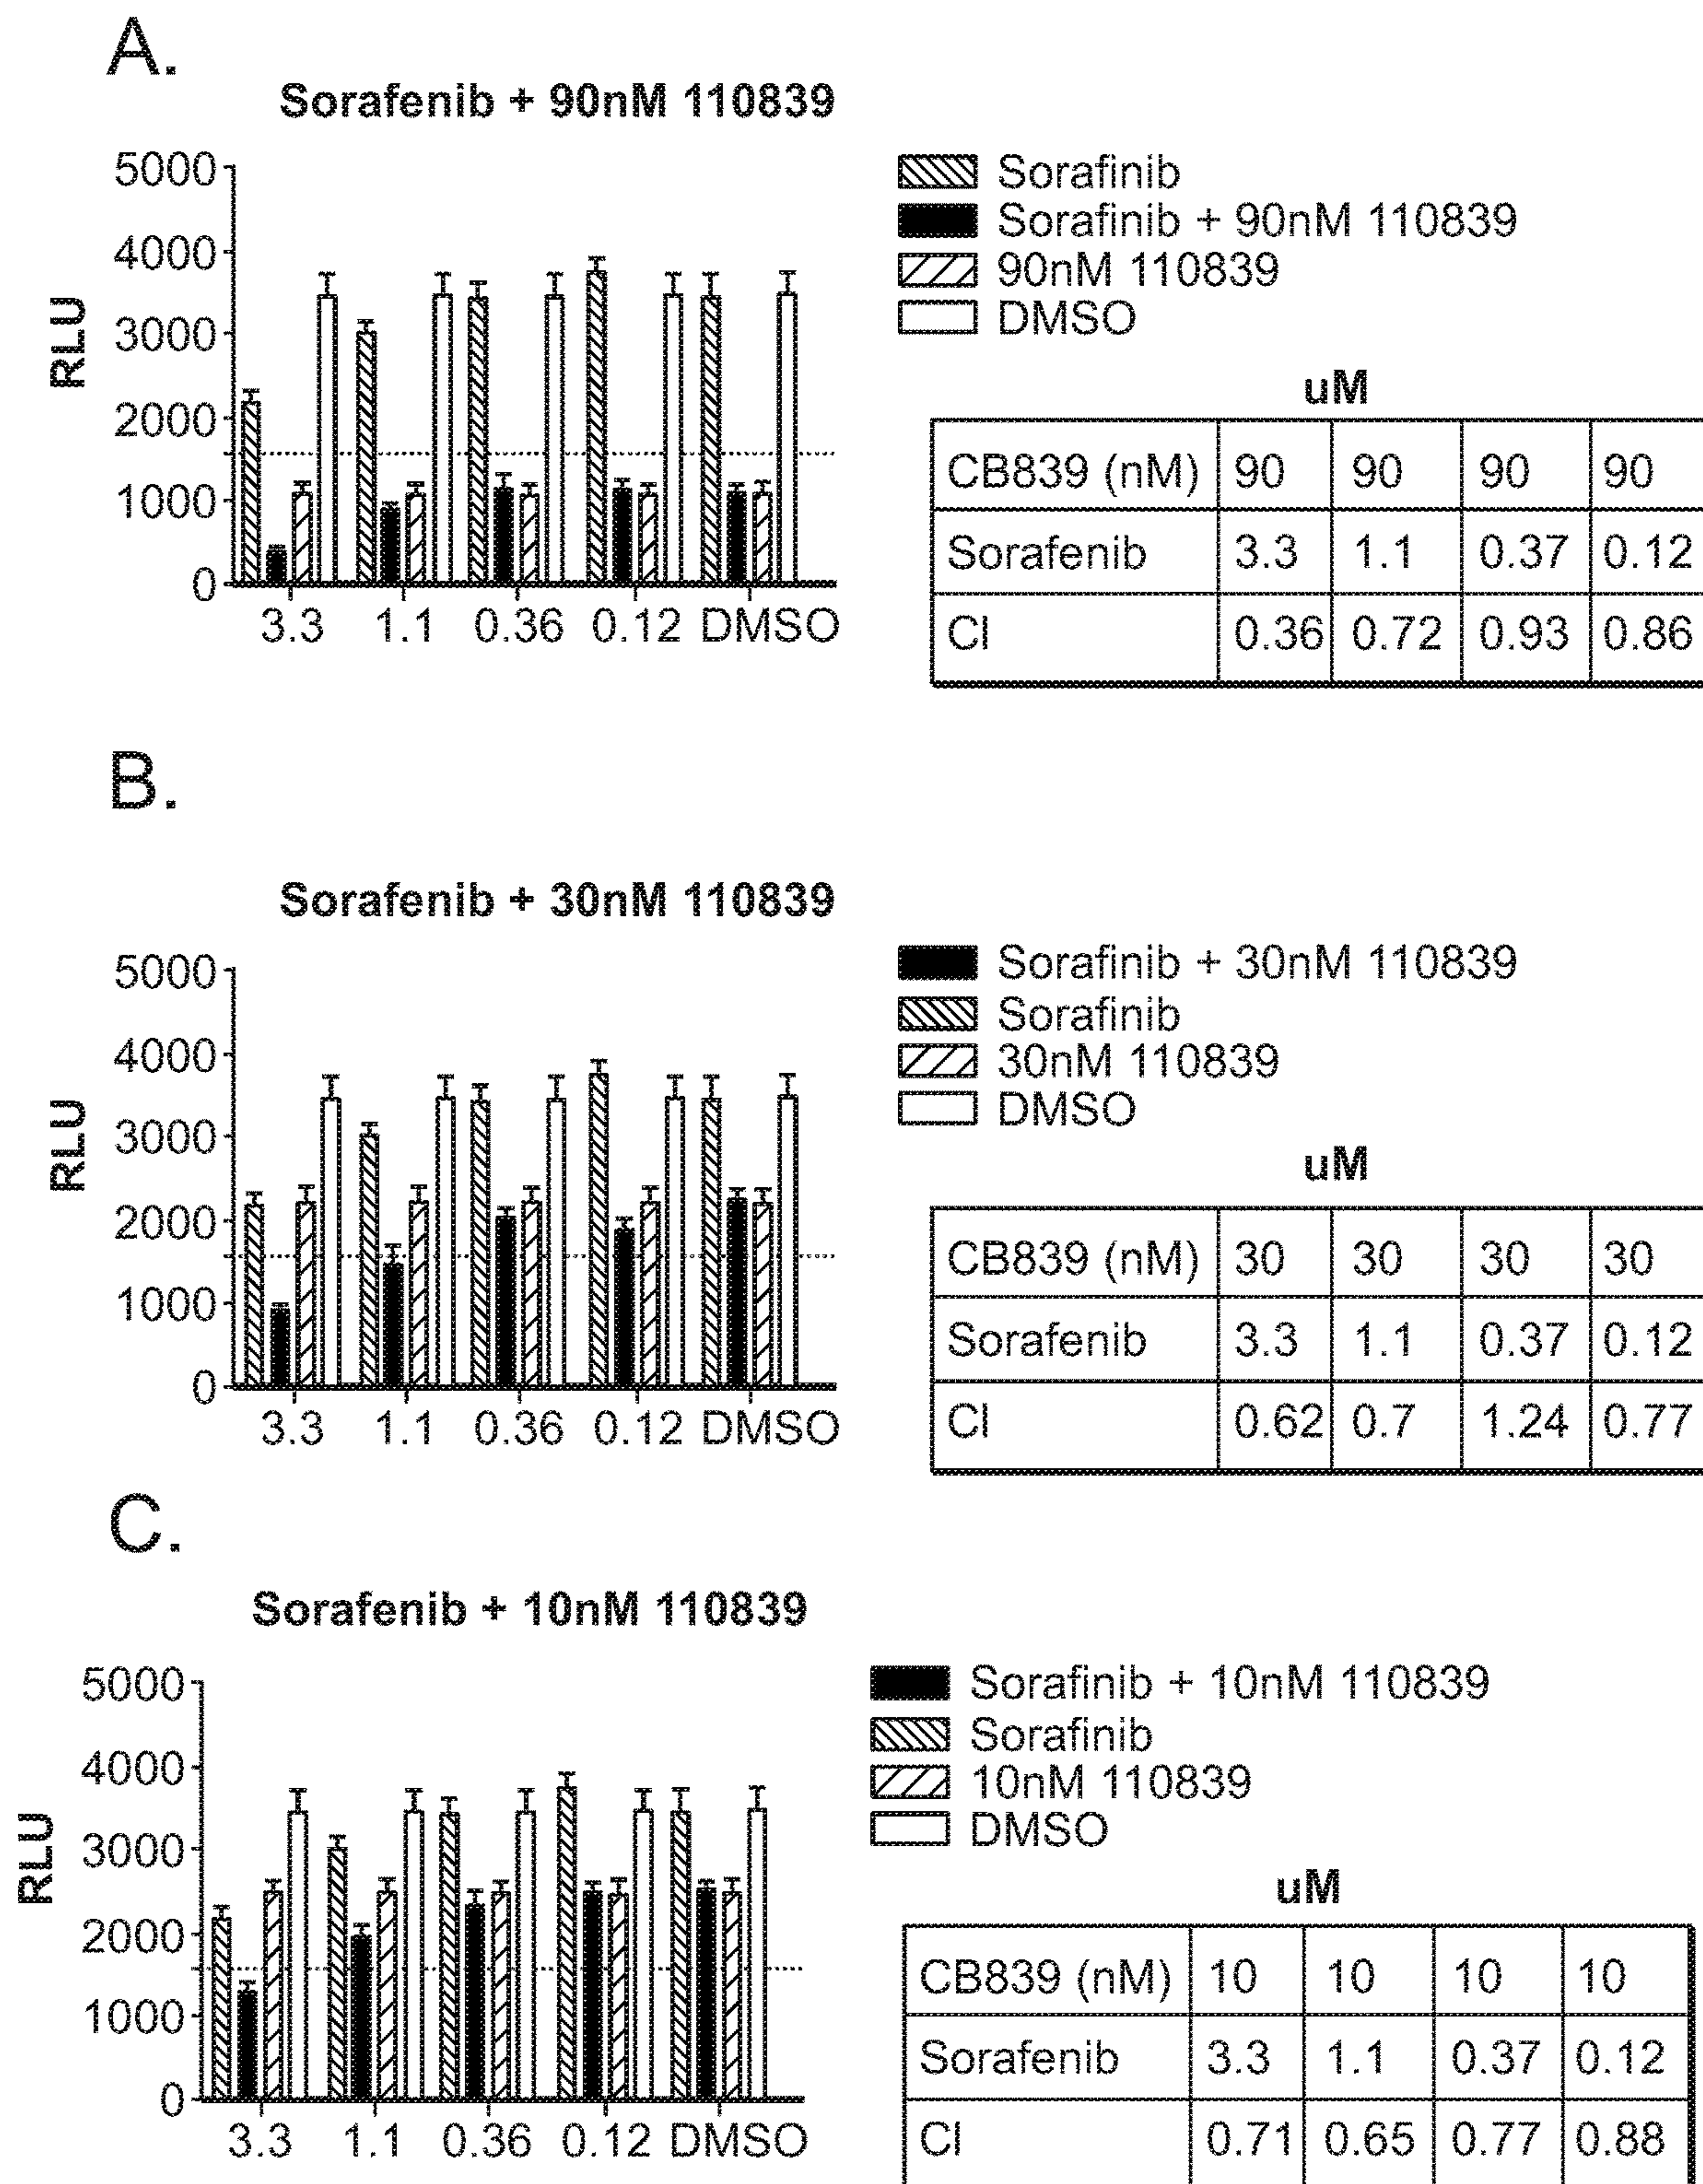 A.
Sorafenib + 90nM 110839
5000
4000
3000
2000
1000
0
RLU
3.3 1.1 0.36 0.12 DMSO
Sorafinib
Sorafinib + 90nM 110839
90nM 110839
DMSO
uM
CB839 (nM) 90 90 90 90
Sorafenib 3.3 1.1 0.37 0.12
CI 0.36 0.72 0.93 0.86
B.
Sorafenib + 30nM 110839
5000
4000
3000
2000
1000
0
RLU
3.3 1.1 0.36 0.12 DMSO
Sorafinib + 30nM 110839
Sorafinib
30nM 110839
DMSO
uM
CB839 (nM) 30 30 30 30
Sorafenib 3.3 1.1 0.37 0.12
CI 0.62 0.7 1.24 0.77
C.
Sorafenib + 10nM 110839
5000
4000
3000
2000
1000
0
RLU
3.3 1.1 0.36 0.12 DMSO
Sorafinib + 10nM 110839
Sorafinib
10nM 110839
DMSO
uM
CB839 (nM) 10 10 10 10
Sorafenib 3.3 1.1 0.37 0.12
CI 0.71 0.65 0.77 0.88